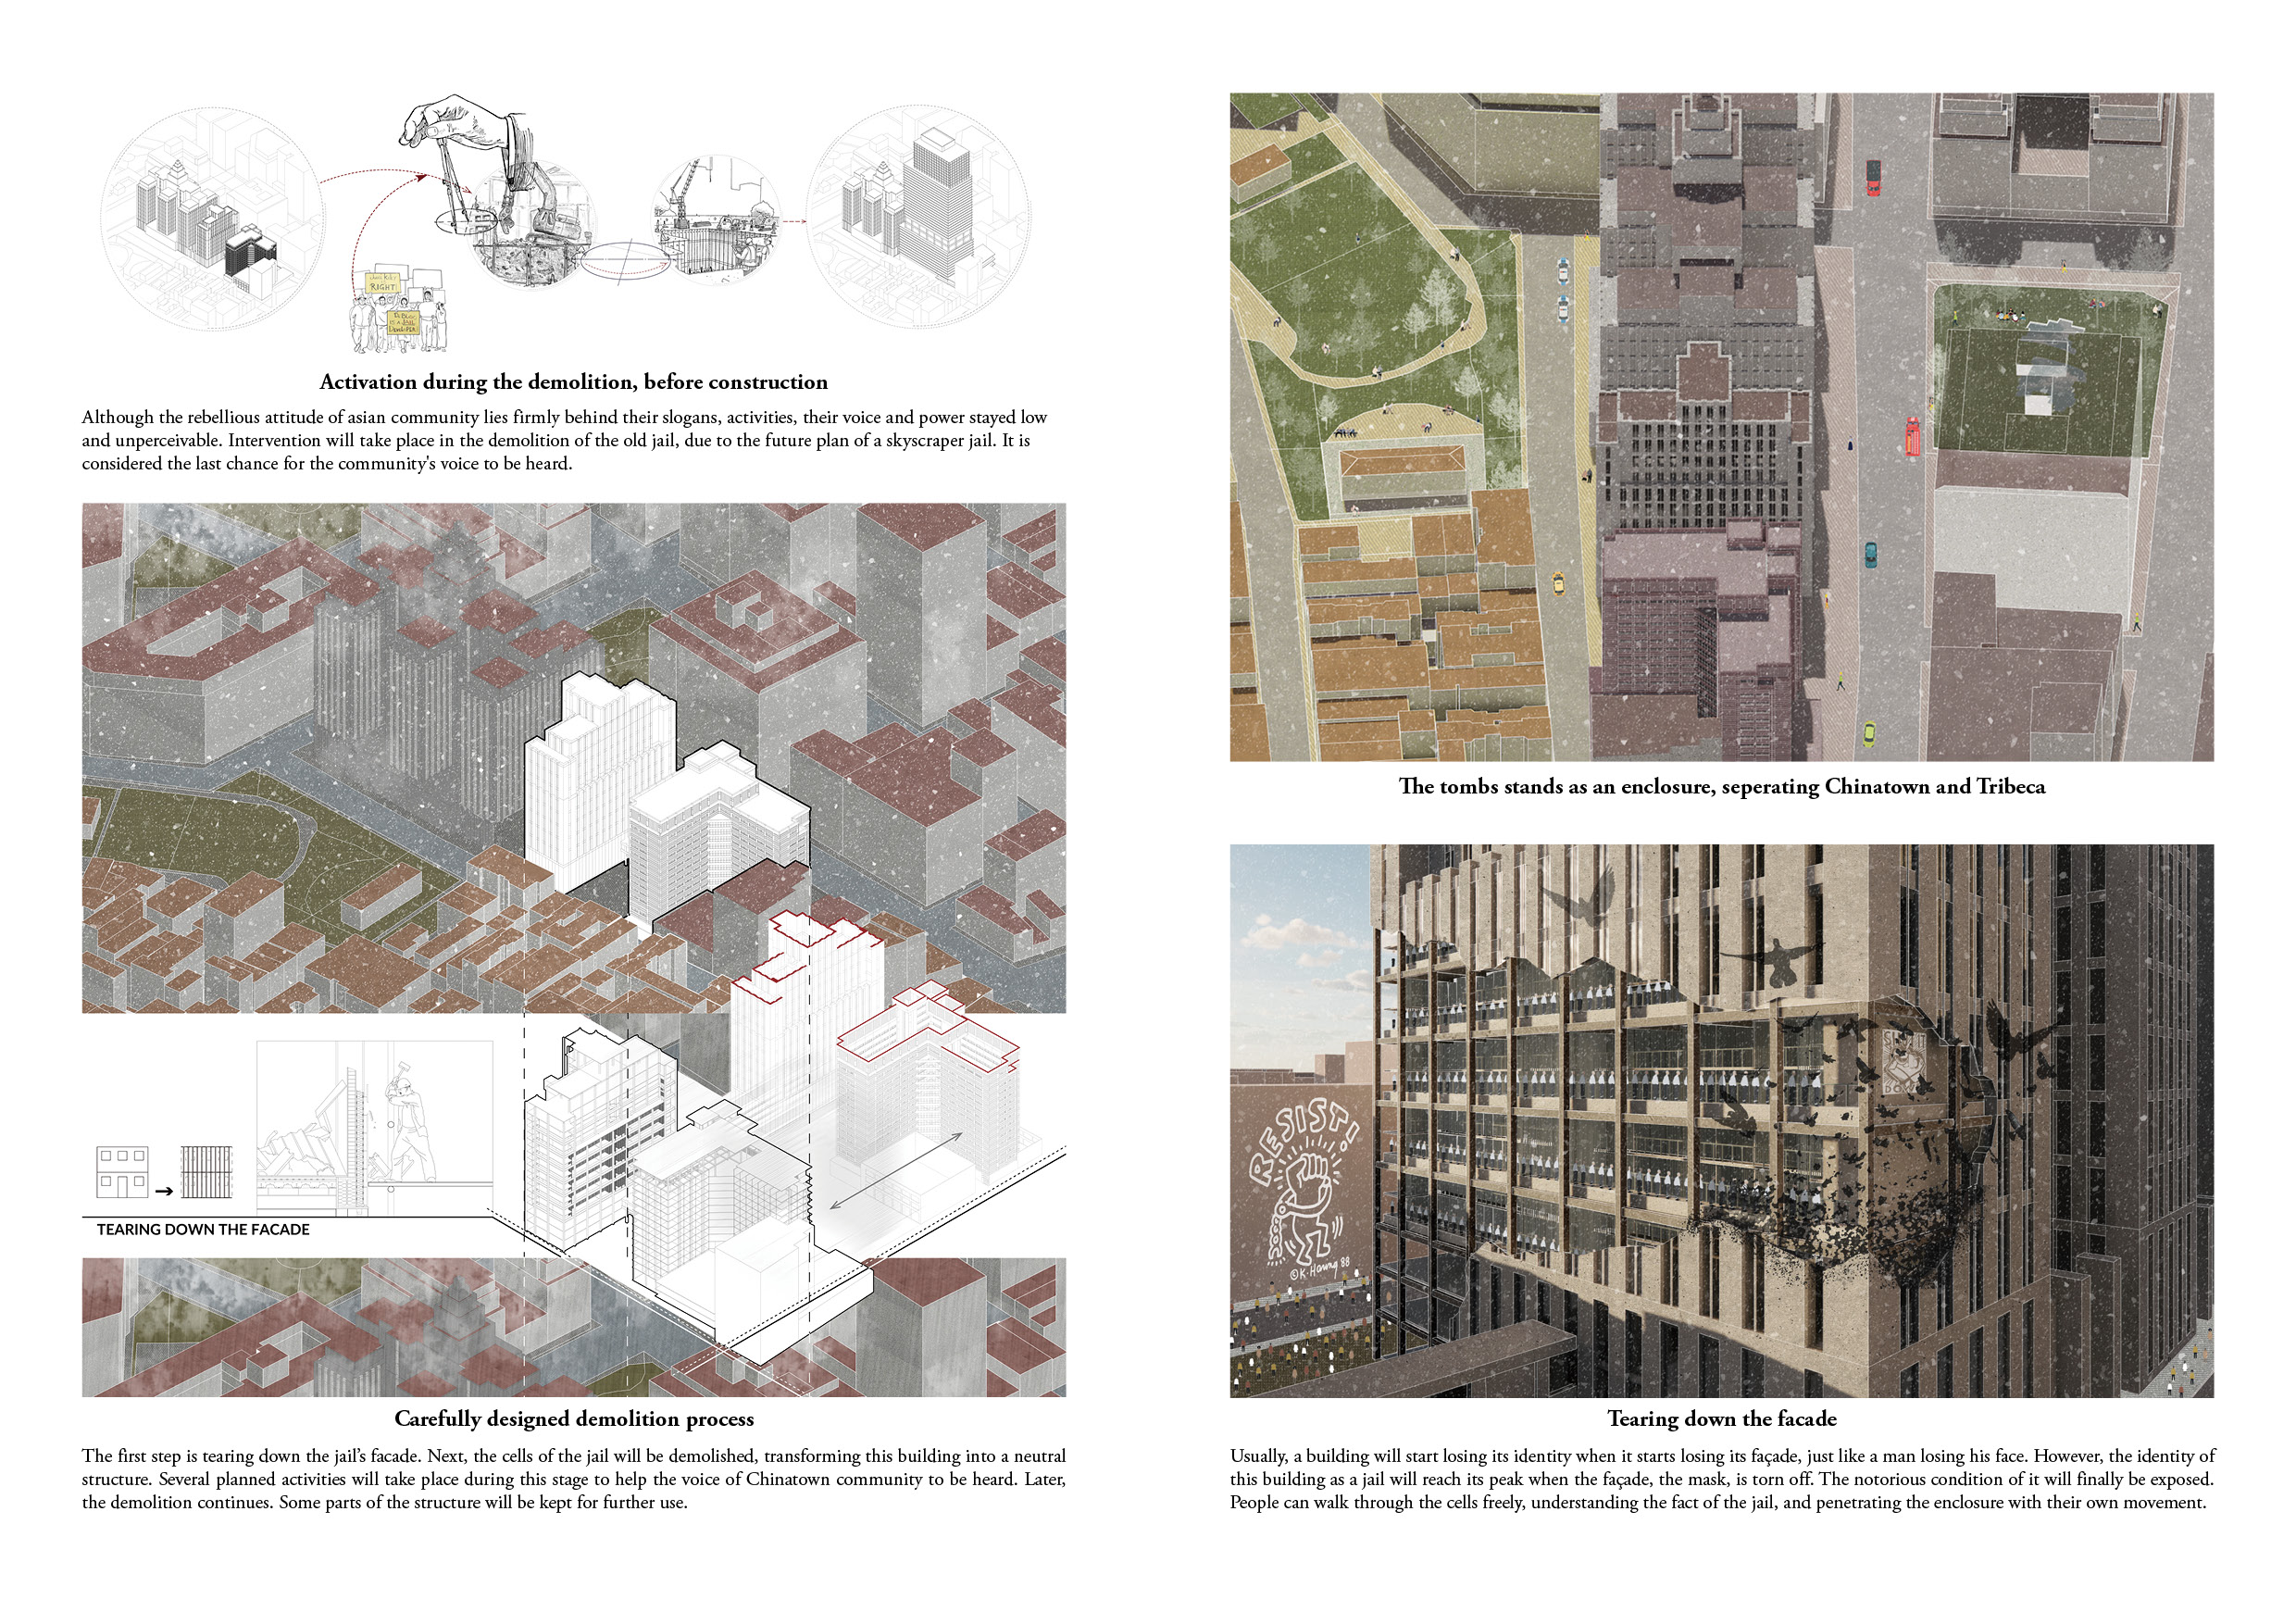 JAIL RIGHT!
IS A JAIL
Activation during the demolition, before construction
Although the rebellious attitude of asian community lies firmly behind their slogans, activities, their voice and power stayed low
and unperceivable. Intervention will take place in the demolition of the old jail, due to the future plan of a skyscraper jail. It is
considered the last chance for the community's voice to be heard.
TEARING DOWN THE FACADE
Carefully designed demolition process
The first step is tearing down the jail’s facade. Next, the cells of the jail will be demolished, transforming this building into a neutral
structure. Several planned activities will take place during this stage to help the voice of Chinatown community to be heard. Later,
the demolition continues. Some parts of the structure will be kept for further use.
The tombs stands as an enclosure, seperating Chinatown and Tribeca
RESIST!
©K·Haring 88
Tearing down the facade
Usually, a building will start losing its identity when it starts losing its façade, just like a man losing his face. However, the identity of
this building as a jail will reach its peak when the façade, the mask, is torn off. The notorious condition of it will finally be exposed.
People can walk through the cells freely, understanding the fact of the jail, and penetrating the enclosure with their own movement.